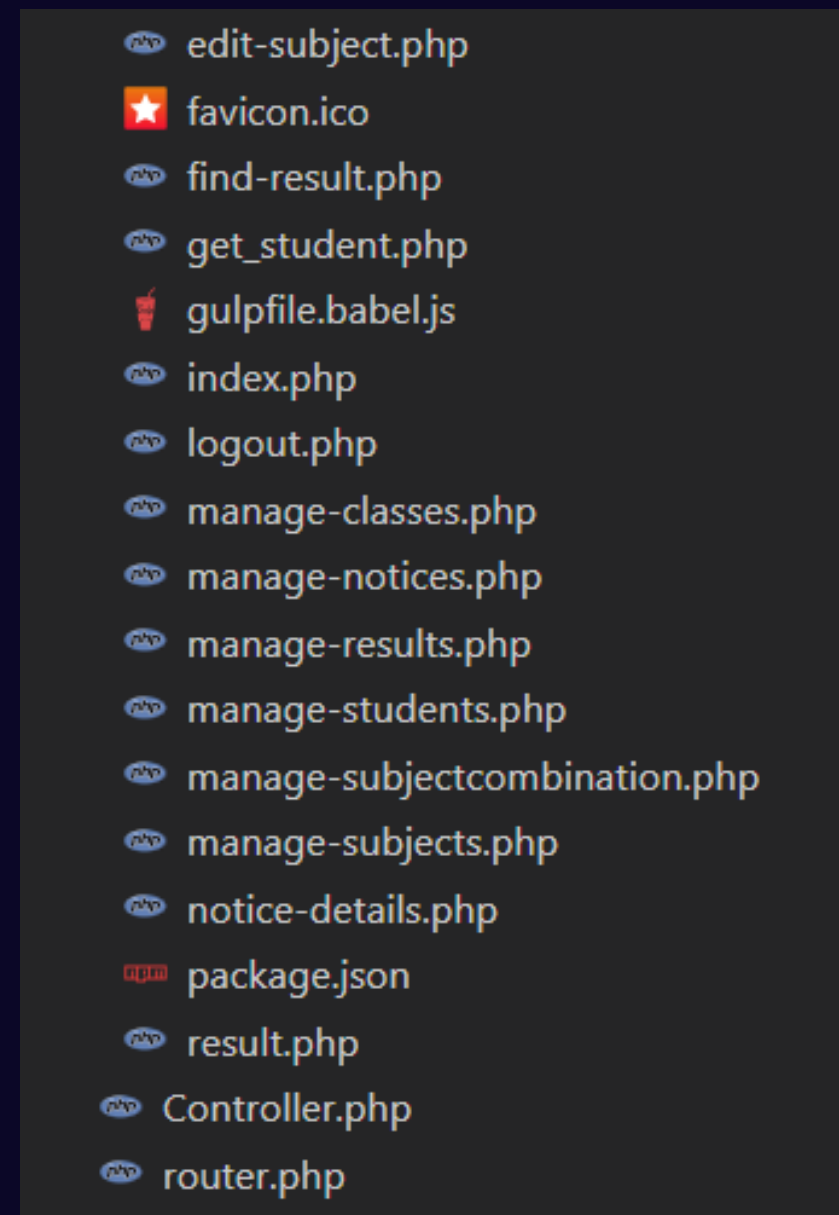 edit-subject.php
favicon.ico
find-result.php
get_student.php
gulpfile.babel.js
index.php
logout.php
manage-classes.php
manage-notices.php
manage-results.php
manage-students.php
manage-subjectcombination.php
manage-subjects.php
notice-details.php
package.json
result.php
Controller.php
router.php